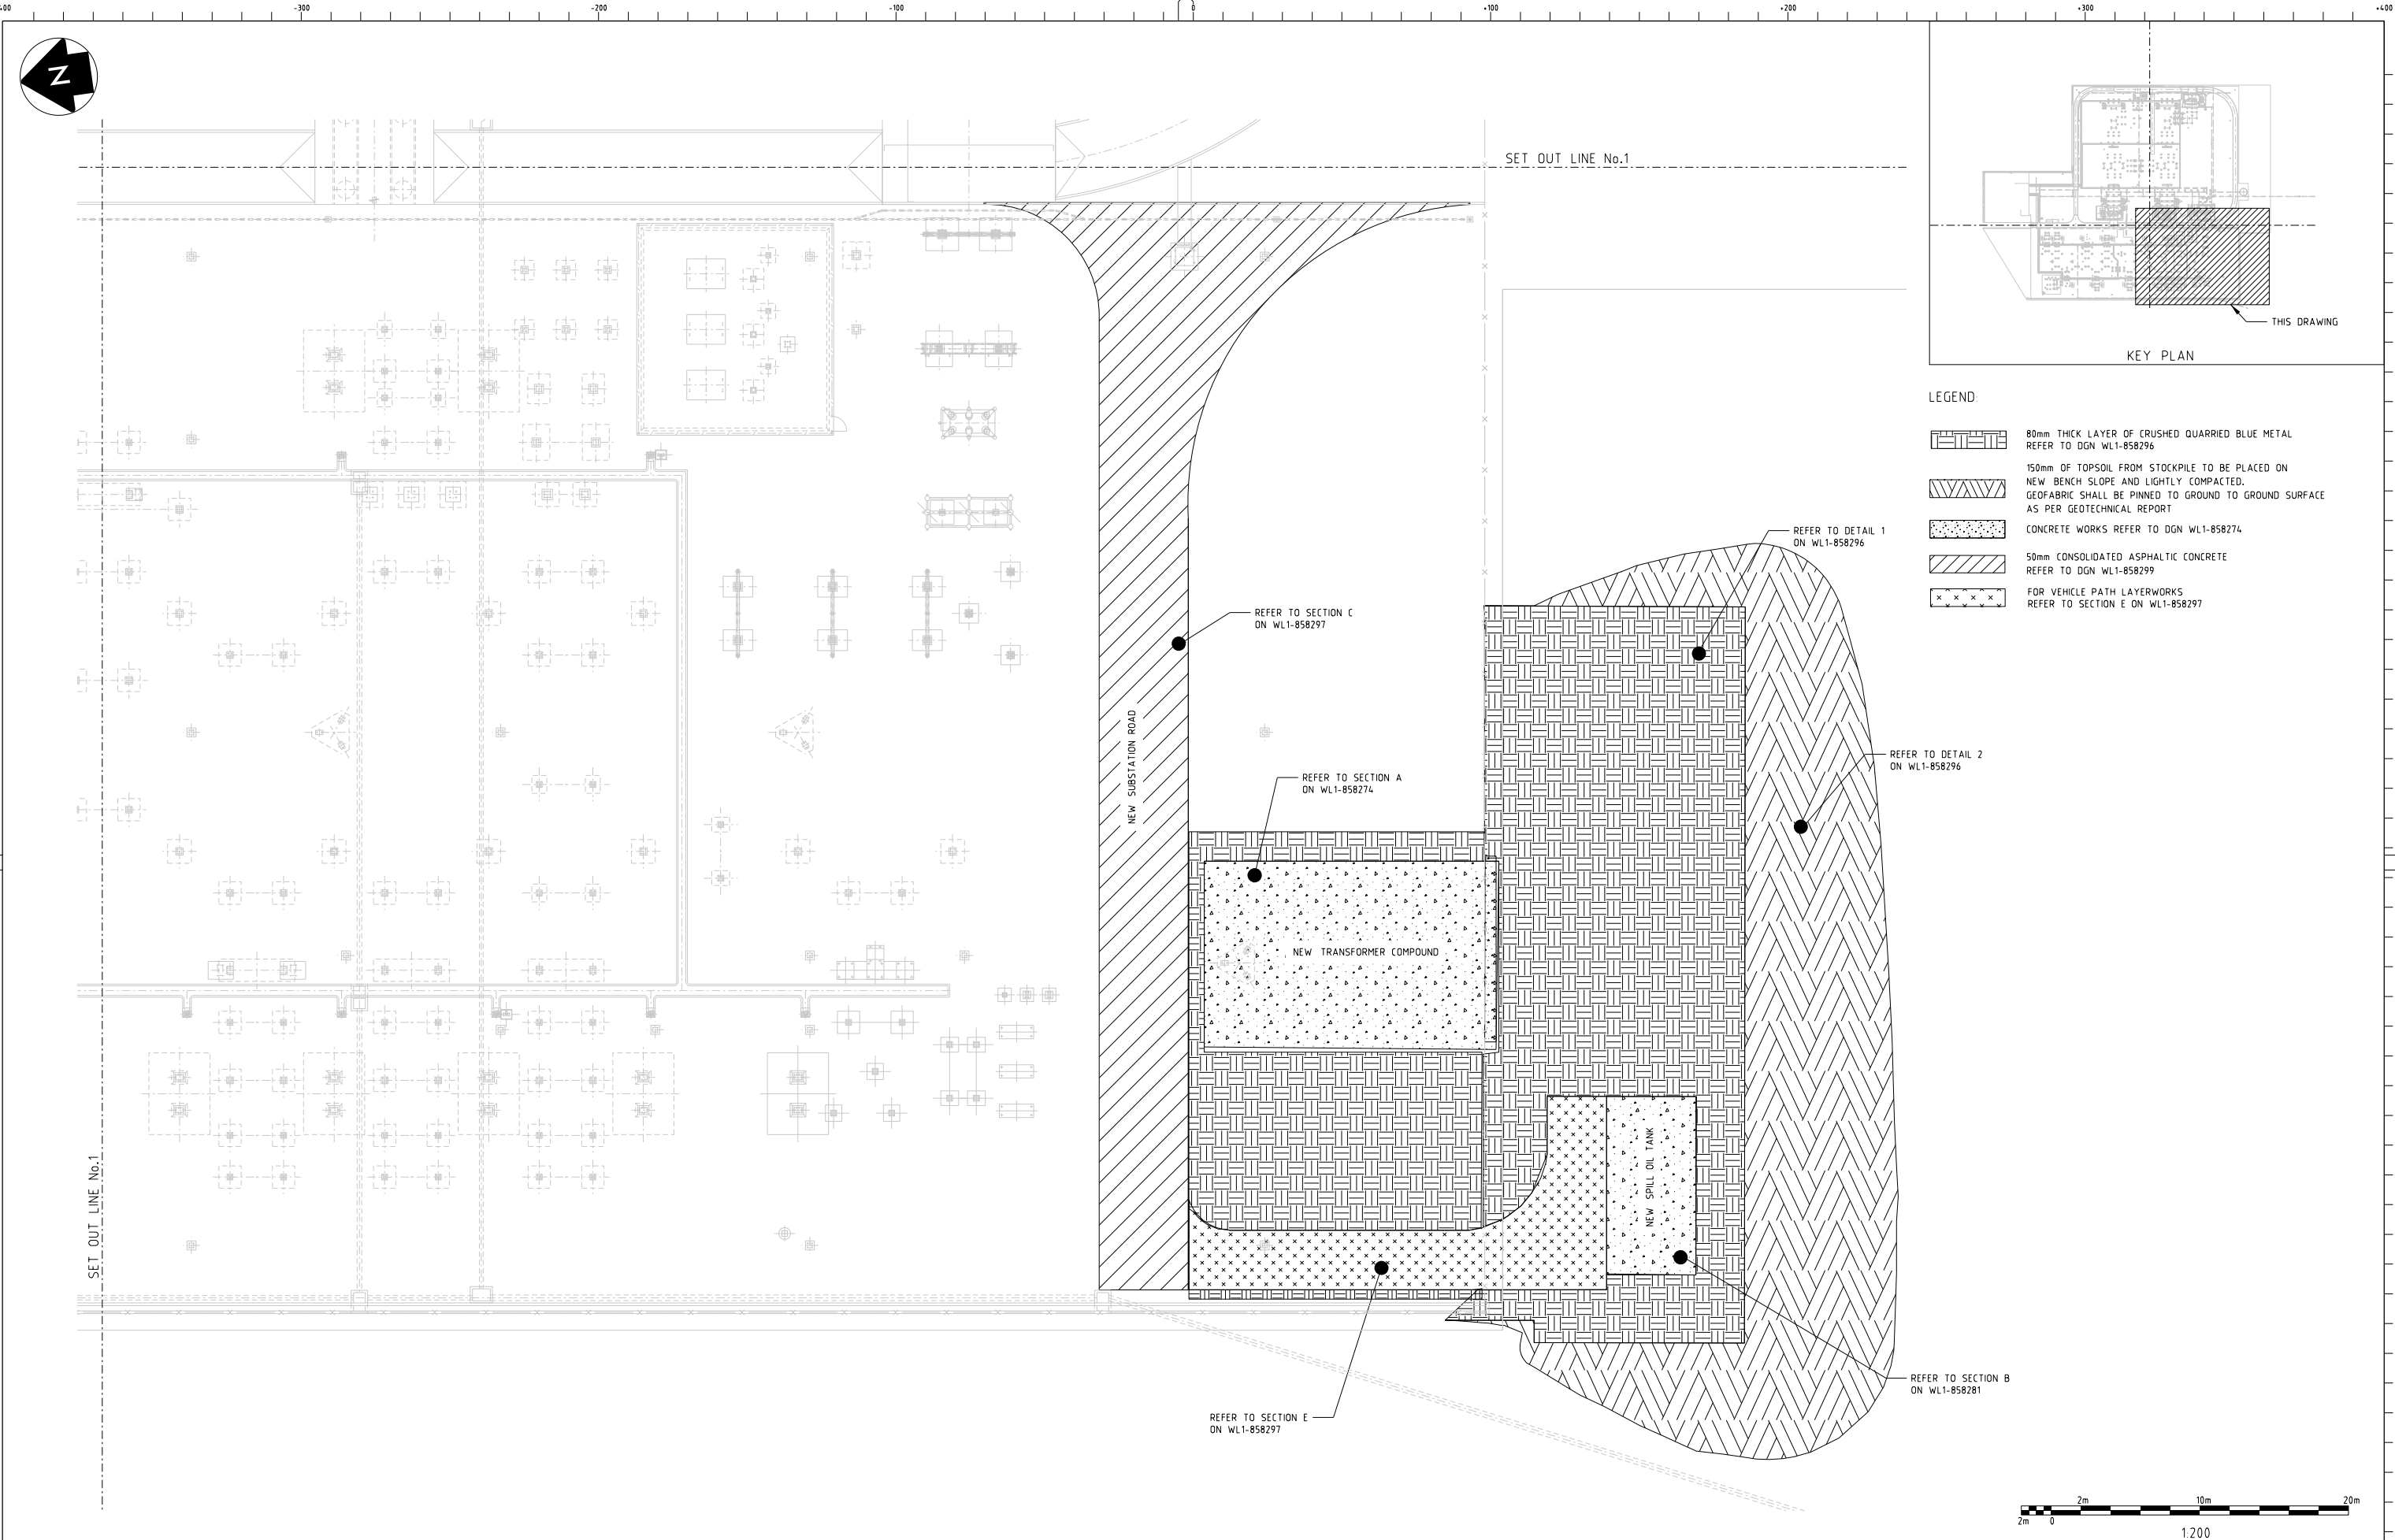 400
-300
-200
-100
0
+100
+200
+300
+400
N
SET OUT LINE No.1
THIS DRAWING
KEY PLAN
LEGEND:
80mm THICK LAYER OF CRUSHED QUARRIED BLUE METAL
REFER TO DGN WL1-858296
150mm OF TOPSOIL FROM STOCKPILE TO BE PLACED ON
NEW BENCH SLOPE AND LIGHTLY COMPACTED.
GEOFABRIC SHALL BE PINNED TO GROUND TO GROUND SURFACE
AS PER GEOTECHNICAL REPORT
CONCRETE WORKS REFER TO DGN WL1-858274
50mm CONSOLIDATED ASPHALTIC CONCRETE
REFER TO DGN WL1-858299
FOR VEHICLE PATH LAYERWORKS
REFER TO SECTION E ON WL1-858297
REFER TO DETAIL 1
ON WL1-858296
REFER TO SECTION C
ON WL1-858297
NEW SUBSTATION ROAD
REFER TO DETAIL 2
ON WL1-858296
REFER TO SECTION A
ON WL1-858274
NEW TRANSFORMER COMPOUND
NEW SPILL OIL TANK
SET OUT LINE No.1
REFER TO SECTION B
ON WL1-858281
REFER TO SECTION E
ON WL1-858297
2m
10m
20m
2m
0
1:200